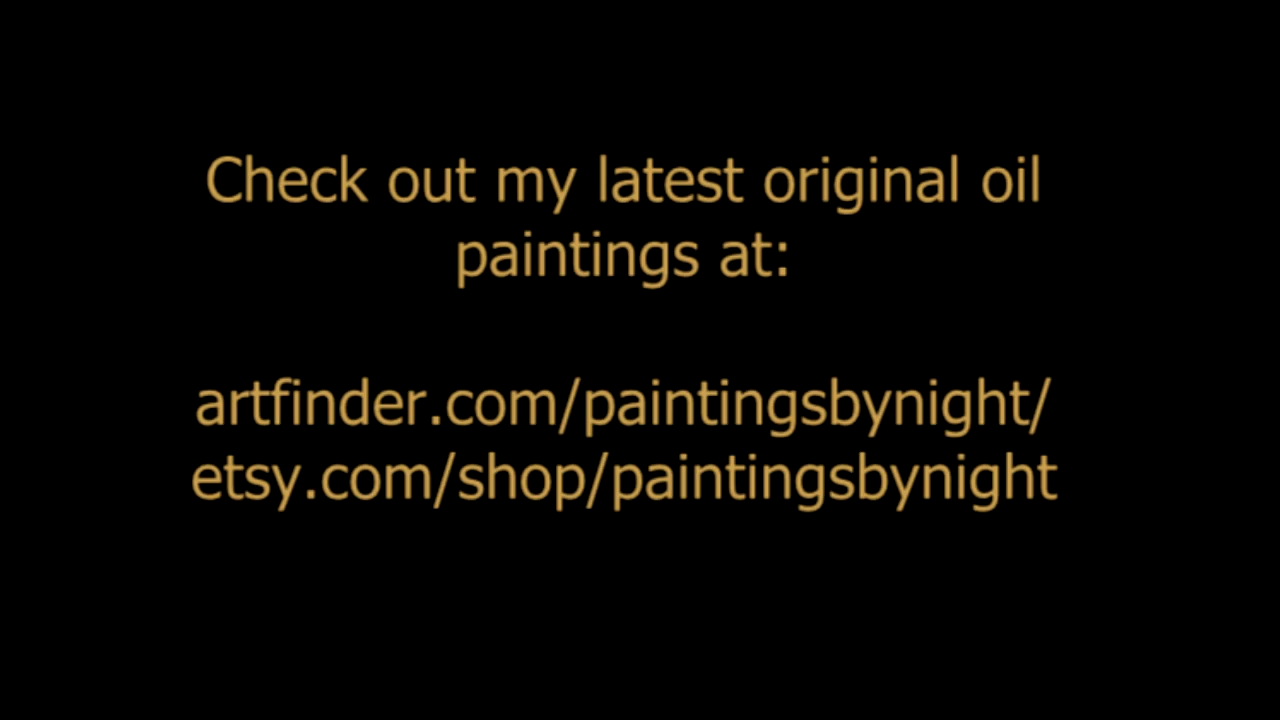 Check out my latest original oil
paintings at:
artfinder.com/paintingsbynight/
etsy.com/shop/paintingsbynight